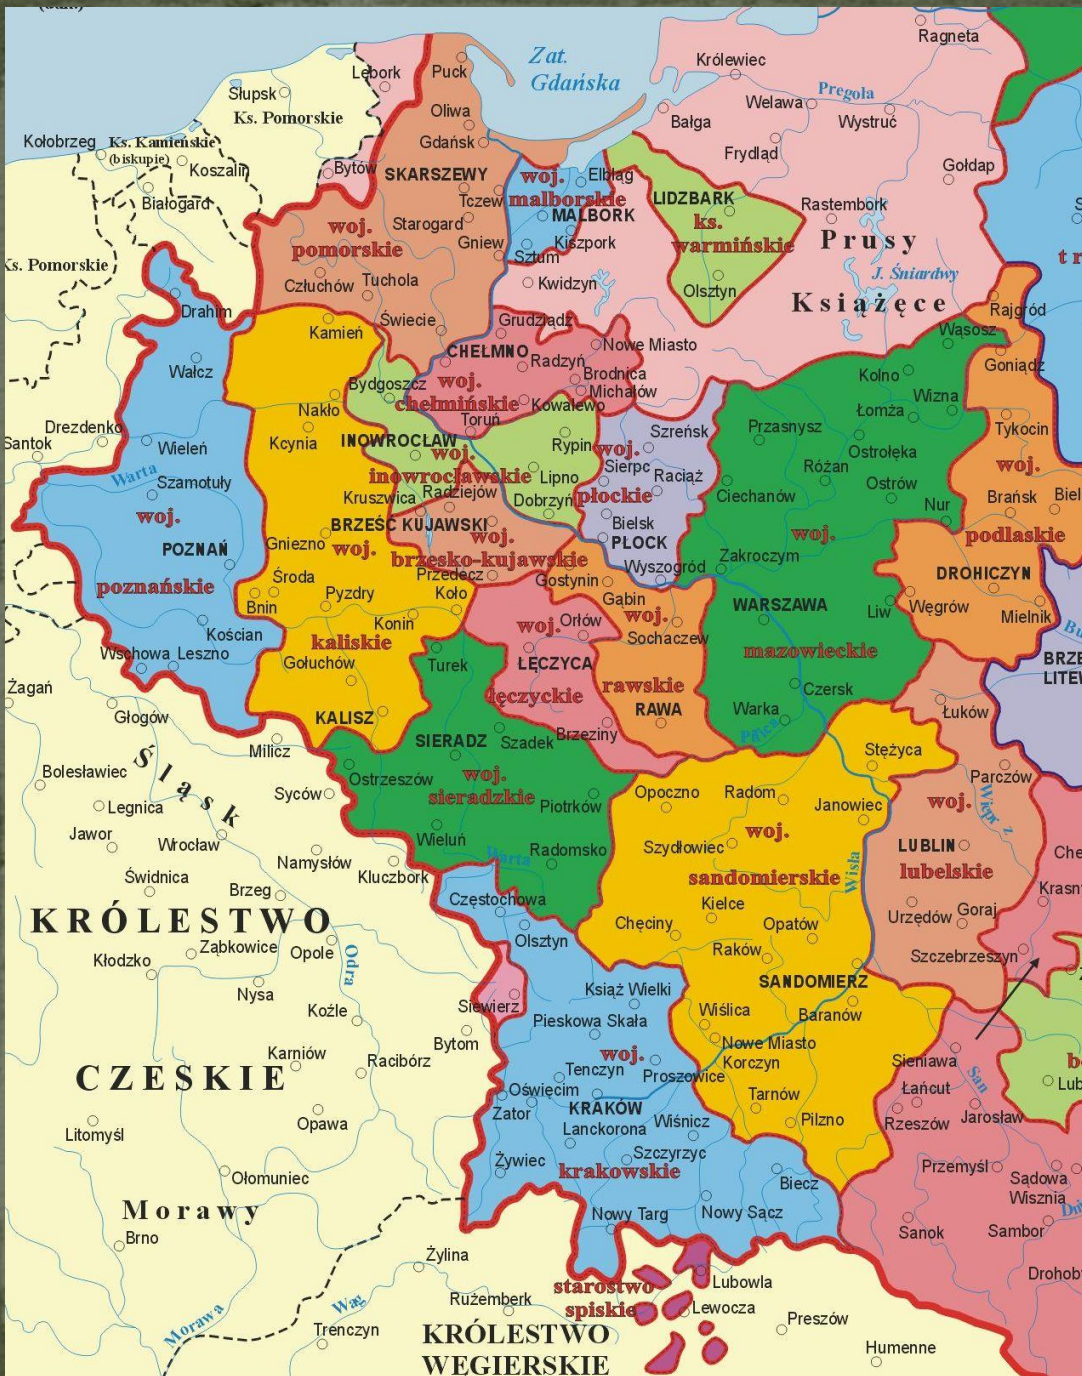 Zat.
Gdańska
Ragneta
Królewiec
Pregoła
Welawa
Wystruć
Bałga
Frydląd
Gołdap
Lębork
Puck
Słupsk
Ks. Pomorskie
Oliwa
Gdańsk
Kołobrzeg
Ks. Kamieńskie
(biskupie)
Koszalin
Bytów
SKARSZEWY
Białogard
Tczew
woj.
malborskie
Elbląg
MALBORK
LIDZBARK
ks.
warmińskie
Rastembork
Prusy
Książęce
J. Śniardwy
Starogard
woj.
pomorskie
Gniew
Kiszpork
Sztum
Kwidzyń
Olsztyn
Ks. Pomorskie
Człuchów
Tuchola
Drahim
Kamień
Świecie
Grudziądz
Rajgród
Wąsosz
CHEŁMNO
Radzyń
Nowe Miasto
Goniądz
Wałcz
Bydgoszcz
woj.
chełmińskie
Brodnica
Michałów
Kolno
Wizna
Nakło
Kowalewo
Łomża
Toruń
Drezdenko
Santok
Wieleń
Kcynia
INOWROCŁAW
woj.
inowrocławskie
Rypin
Szreńsk
Przasnysz
Tykocin
Ostrołęka
woj.
płockie
Sierpc
Raciąż
Różan
woj.
podlaskie
Warta
Szamotuły
Lipno
Kruszwica
Radziejów
Dobrzyń
Ciechanów
Ostrów
Brańsk
Biel
woj.
poznańskie
POZNAŃ
BRZEŚĆ KUJAWSKI
woj.
brzesko-kujawskie
Bielsk
PŁOCK
Nur
woj.
Gniezno
woj.
kaliskie
Zakroczym
Przedecz
Gostynin
Wyszogród
DROHICZYN
Środa
Bnin
Pyzdry
Koło
Gąbin
WARSZAWA
Liw
Węgrów
Mielnik
Konin
woj.
Orłów
woj.
Sochaczew
Kościan
mazowieckie
Wschowa
Leszno
Gołuchów
Turek
ŁĘCZYCA
łęczyckie
rawskie
RAWA
Żagań
Głogów
Czersk
Warka
Łuków
KALISZ
SIERADZ
Szadek
Brzeziny
Milicz
Stężyca
Śląsk
Bolesławiec
Ostrzeszów
woj.
sieradzkie
Parczów
Wieprz
Legnica
Syców
Piotrków
Opoczno
Radom
Janowiec
woj.
lubelskie
Jawor
Wrocław
Wieluń
woj.
sandomierskie
LUBLIN
Namysłów
Warta
Radomsko
Szydłowiec
Wisła
Świdnica
Kluczbork
Brzeg
Częstochowa
Kielce
Urzędów
Goraj
KRÓLESTWO
CZESKIE
Chęciny
Opatów
Olsztyn
Ząbkowice
Opole
Odra
Raków
Szczebrzeszyn
Kłodzko
SANDOMIERZ
Nysa
Książ Wielki
Siewierz
Koźle
Pieskowa Skała
Wiślica
Baranów
Bytom
woj.
krakowskie
Nowe Miasto
Korczyn
Karniów
Racibórz
Tenczyn
Proszowice
Sieniawa
San
Oświęcim
Łańcut
Zator
KRAKÓW
Tarnów
Rzeszów
Jarosław
Opawa
Lanckorona
Wiśnicz
Pilzno
Litomyśl
Żywiec
Szczyrzyc
Przemyśl
Ołomuniec
Biecz
Sądowa
Wisznia
Morawy
Nowy Targ
Nowy Sącz
Sanok
Sambor
Brno
Żylina
starostwo
spiskie
Lubowla
Lewocza
Wąg
Rużemberk
Preszów
Morawa
Trenczyn
KRÓLESTWO
WĘGIERSKIE
Humenne